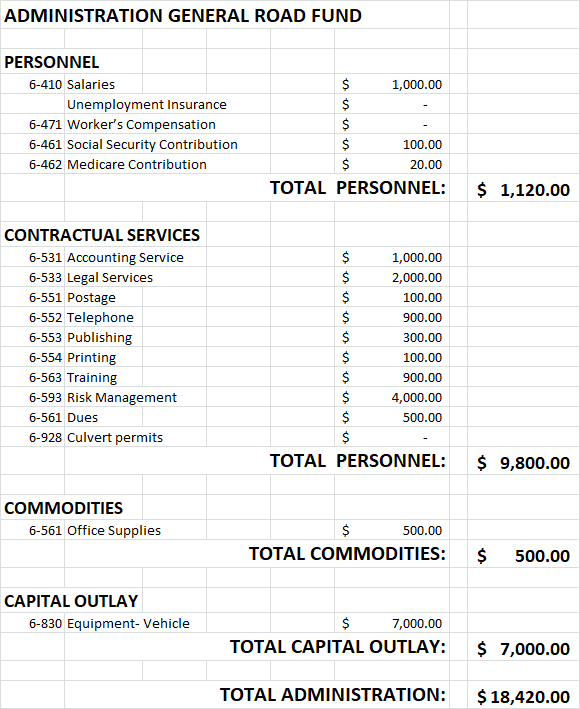 ADMINISTRATION GENERAL ROAD FUND
PERSONNEL
6-410 Salaries $ 1,000.00
Unemployment Insurance $ -
6-471 Worker's Compensation $ -
6-461 Social Security Contribution $ 100.00
6-462 Medicare Contribution $ 20.00
TOTAL PERSONNEL: $ 1,120.00
CONTRACTUAL SERVICES
6-531 Accounting Service $ 1,000.00
6-533 Legal Services $ 2,000.00
6-551 Postage $ 100.00
6-552 Telephone $ 900.00
6-553 Publishing $ 300.00
6-554 Printing $ 100.00
6-563 Training $ 900.00
6-593 Risk Management $ 4,000.00
6-561 Dues $ 500.00
6-928 Culvert permits $ -
TOTAL PERSONNEL: $ 9,800.00
COMMODITIES
6-561 Office Supplies $ 500.00
TOTAL COMMODITIES: $ 500.00
CAPITAL OUTLAY
6-830 Equipment- Vehicle $ 7,000.00
TOTAL CAPITAL OUTLAY: $ 7,000.00
TOTAL ADMINISTRATION: $ 18,420.00